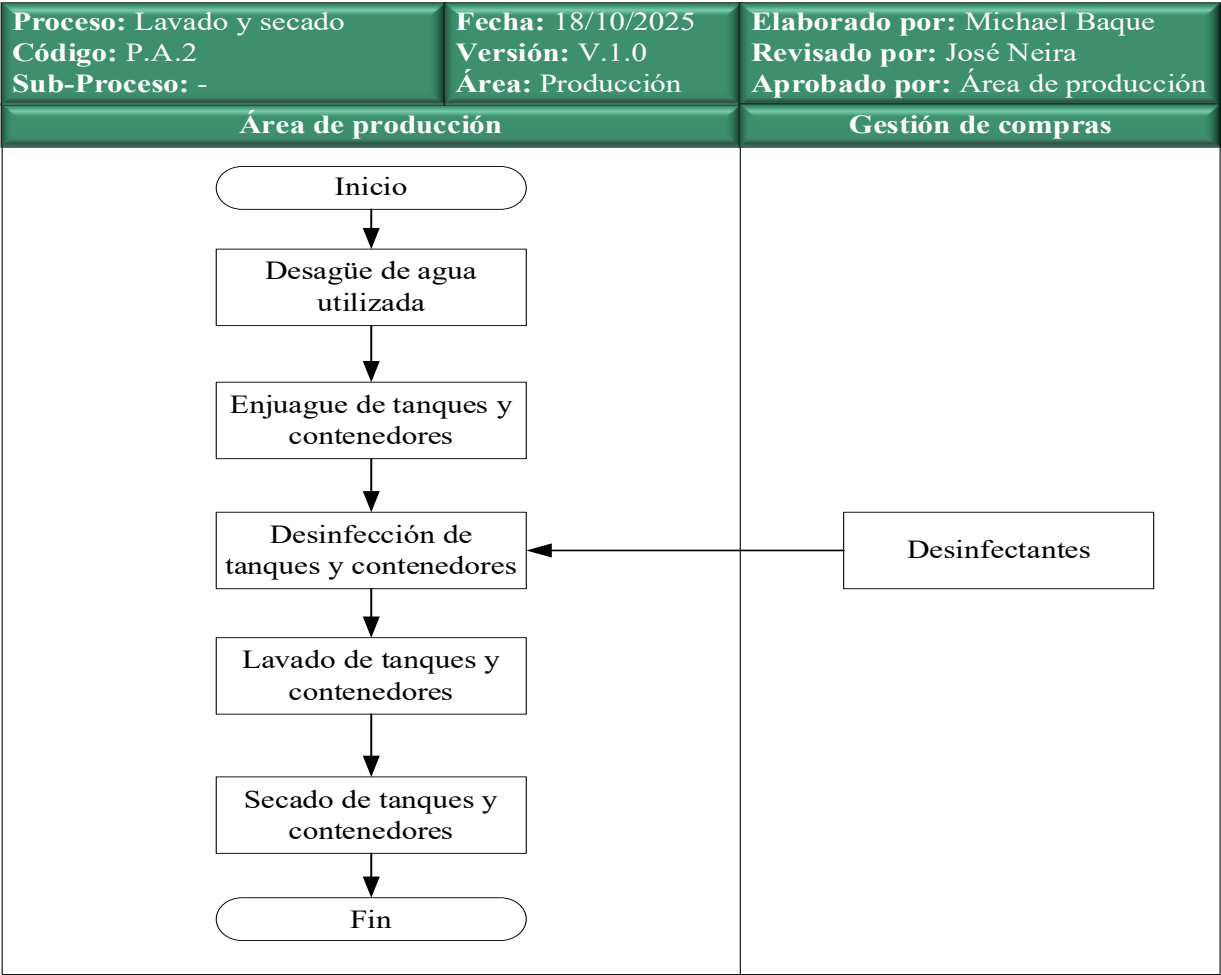 Proceso: Lavado y secado
Código: P.A.2
Sub-Proceso: -
Fecha: 18/10/2025
Versión: V.1.0
Área: Producción
Elaborado por: Michael Baque
Revisado por: José Neira
Aprobado por: Área de producción
Área de producción
Gestión de compras
Inicio
Desagüe de agua
utilizada
Enjuague de tanques y
contenedores
Desinfección de
tanques y contenedores
Desinfectantes
Lavado de tanques y
contenedores
Secado de tanques y
contenedores
Fin